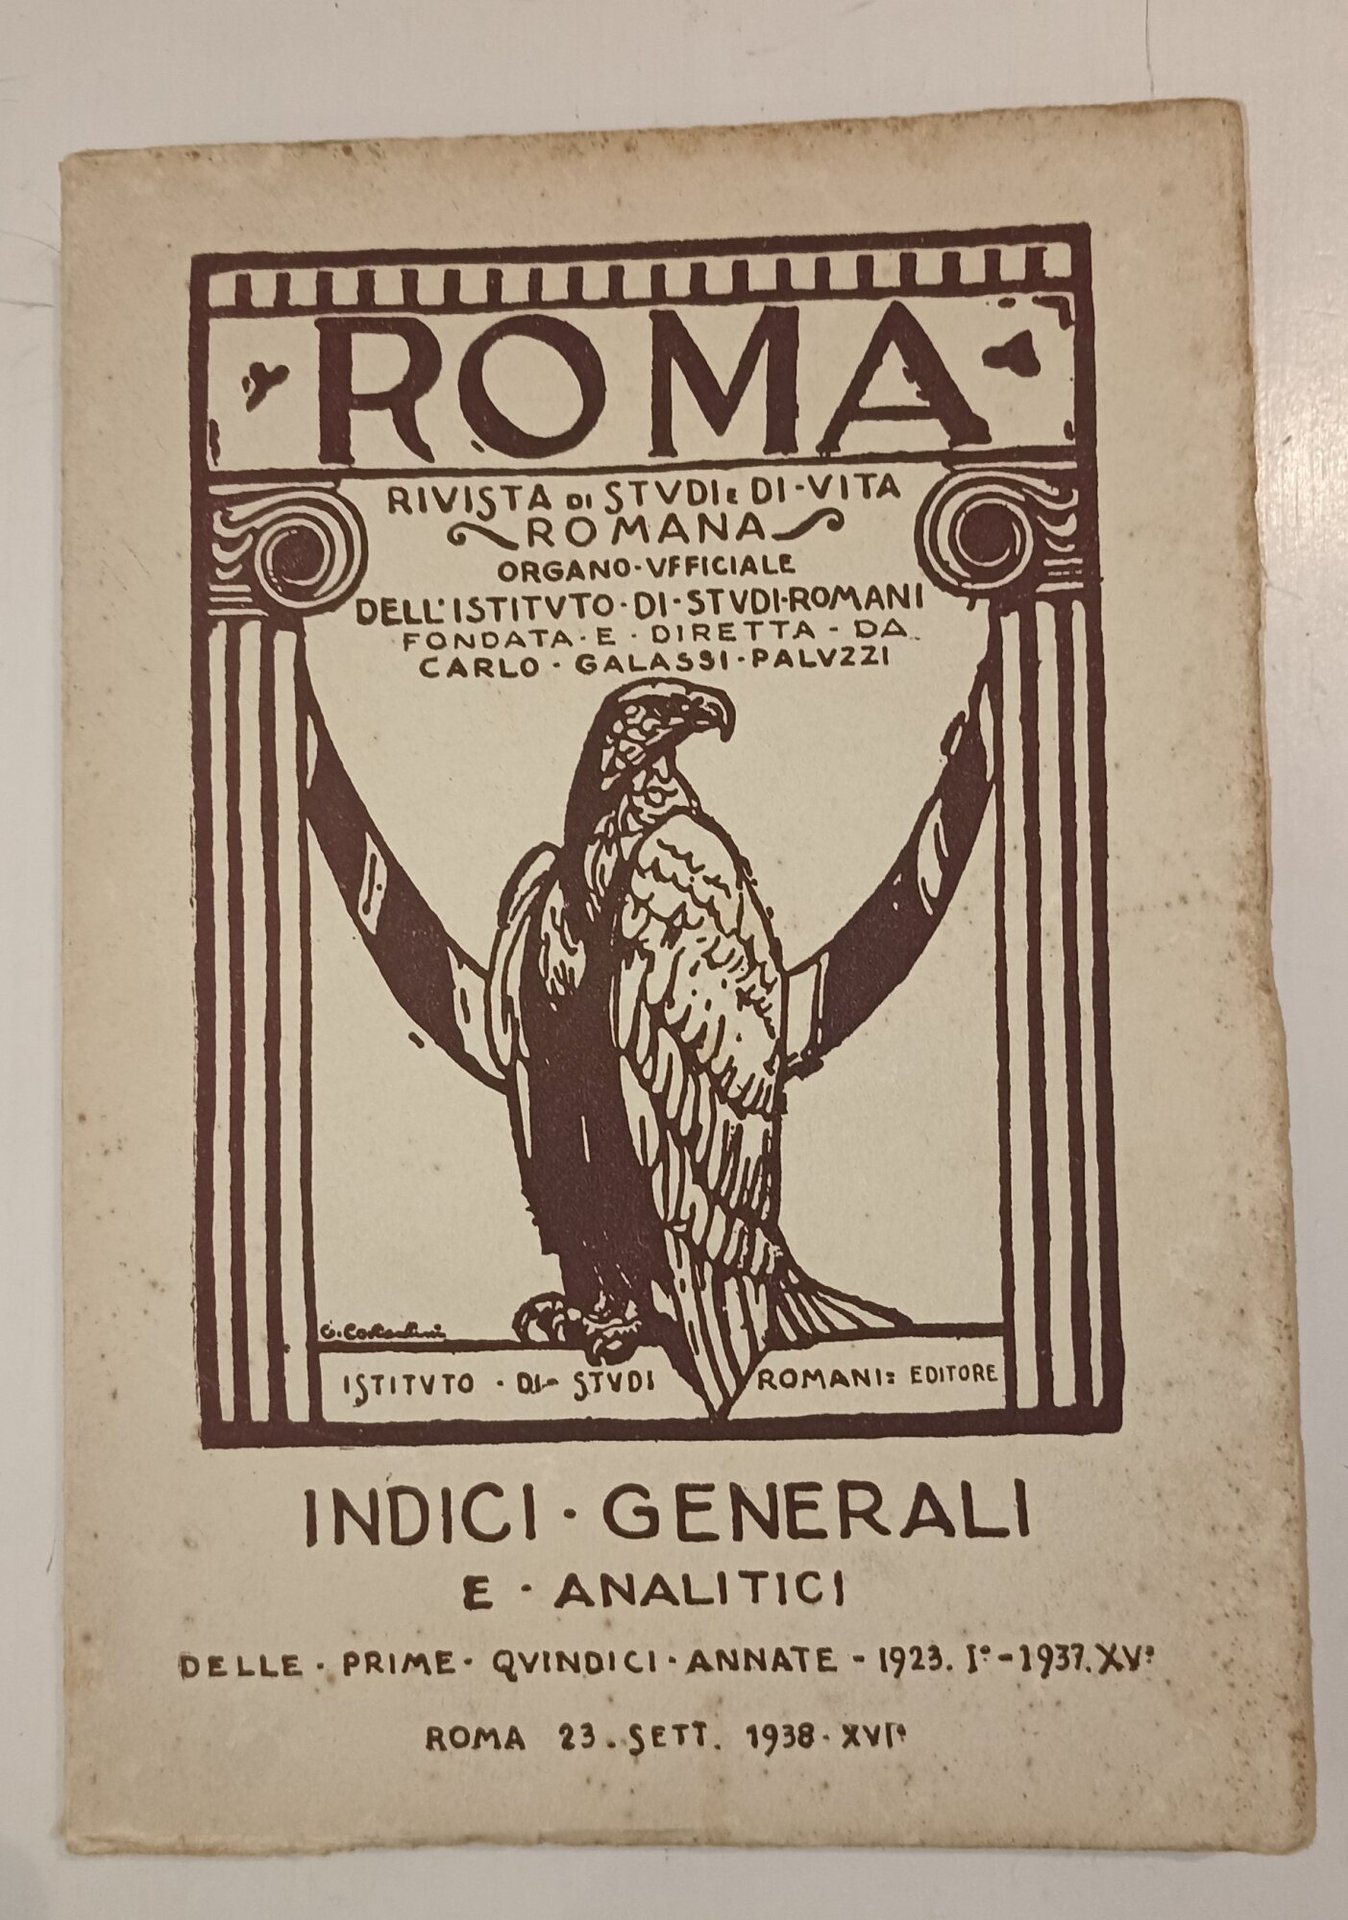 ROMA
RIVISTA DI STVDI E DI-VITA
ROMANA
ORGANO-VFFICIALE
DELL'ISTITVTO·DI·STVDI·ROMANI
FONDATA·E·DIRETTA-DA
CARLO·GALASSI·PALVZZI
ISTITVTO·DI-STVDI ROMANI: EDITORE
INDICI·GENERALI
E·ANALITICI
DELLE·PRIME·QVINDICI·ANNATE-1923.I°-1937.XV°
ROMA 23.SETT. 1938·XVI°